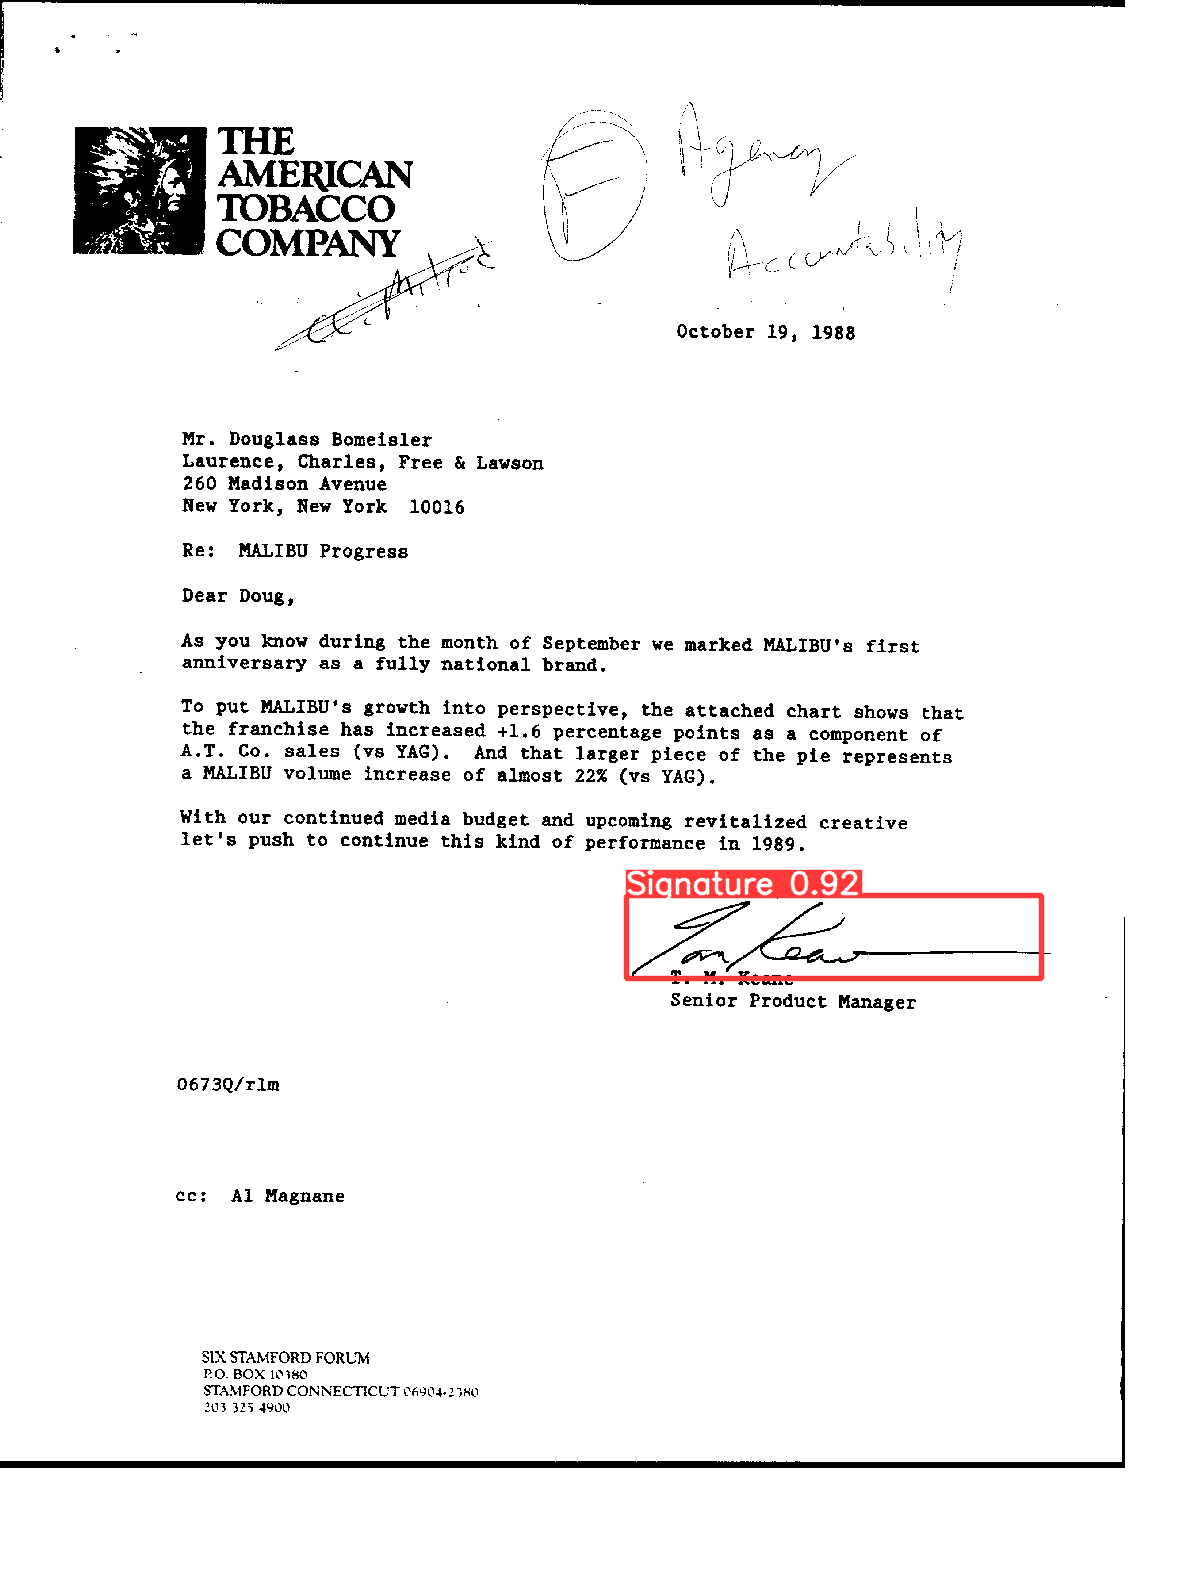 THE
AMERICAN
TOBACCO
COMPANY
F
Agency
Accountability
October 19, 1988
Mr. Douglass Bomeisler
Laurence, Charles, Free & Lawson
260 Madison Avenue
New York, New York 10016
Re: MALIBU Progress
Dear Doug,
As you know during the month of September we marked MALIBU's first
anniversary as a fully national brand.
To put MALIBU's growth into perspective, the attached chart shows that
the franchise has increased +1.6 percentage points as a component of
A.T. Co. sales (vs YAG). And that larger piece of the pie represents
a MALIBU volume increase of almost 22% (vs YAG).
With our continued media budget and upcoming revitalized creative
let's push to continue this kind of performance in 1989.
Signature 0.92
Tom Keane
T. M. Keane
Senior Product Manager
0673Q/rlm
cc: Al Magnane
SIX STAMFORD FORUM
P.O. BOX 10380
STAMFORD CONNECTICUT 06904-2380
203 325 4900